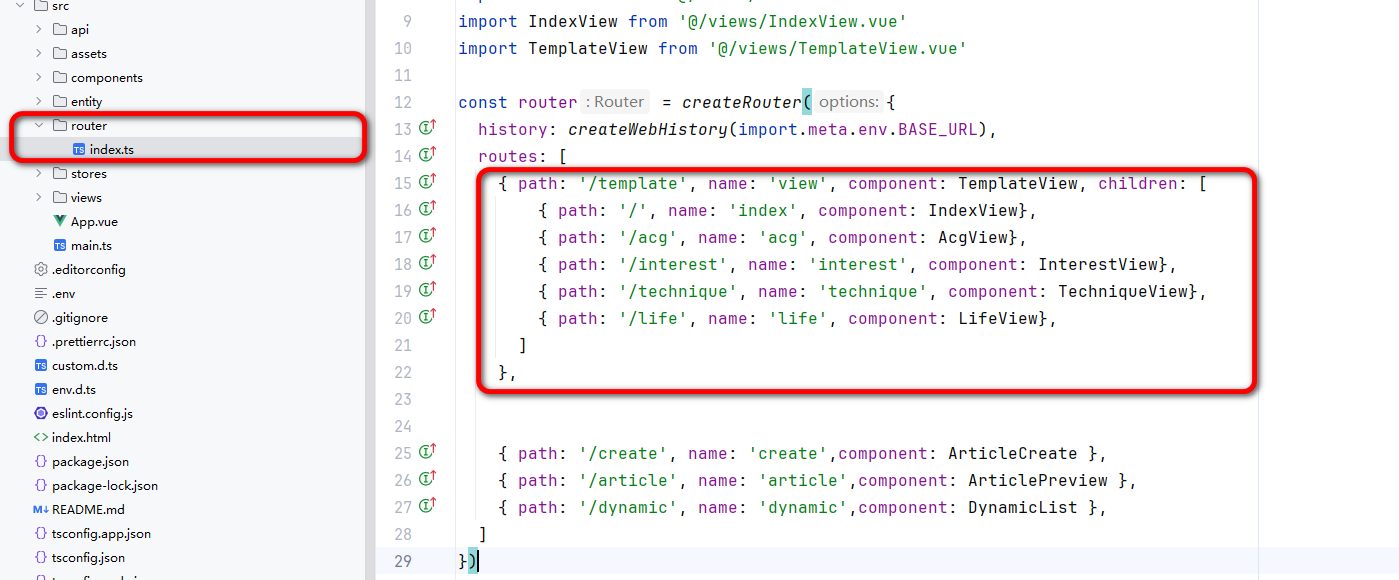 src
api
assets
components
entity
router
index.ts
stores
views
App.vue
main.ts
.editorconfig
.env
.gitignore
.prettierrc.json
custom.d.ts
env.d.ts
eslint.config.js
index.html
package.json
package-lock.json
README.md
tsconfig.app.json
tsconfig.json
9 import IndexView from '@/views/IndexView.vue'
10 import TemplateView from '@/views/TemplateView.vue'
11
12 const router : Router = createRouter( options: {
13 history: createWebHistory(import.meta.env.BASE_URL),
14 routes: [
15 { path: '/template', name: 'view', component: TemplateView, children: [
16 { path: '/', name: 'index', component: IndexView},
17 { path: '/acg', name: 'acg', component: AcgView},
18 { path: '/interest', name: 'interest', component: InterestView},
19 { path: '/technique', name: 'technique', component: TechniqueView},
20 { path: '/life', name: 'life', component: LifeView},
21 ]
22 },
23
24
25 { path: '/create', name: 'create',component: ArticleCreate },
26 { path: '/article', name: 'article',component: ArticlePreview },
27 { path: '/dynamic', name: 'dynamic',component: DynamicList },
28 ]
29 })